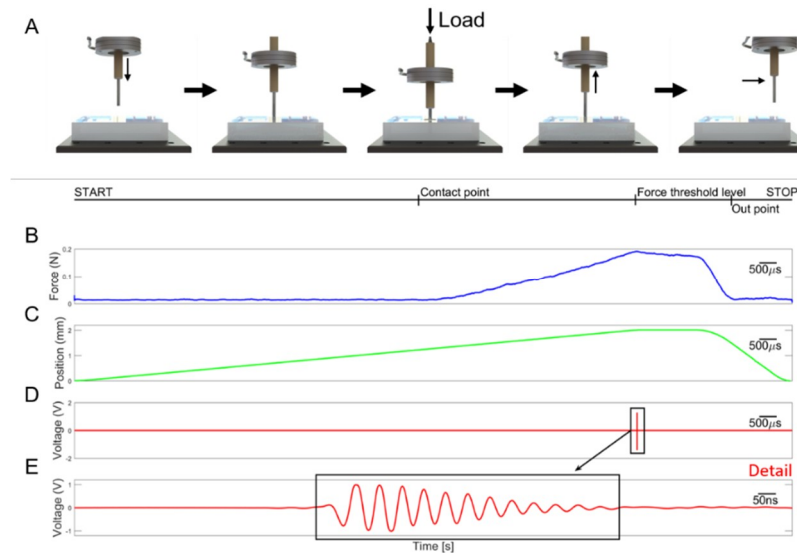 A
Load
START
Contact point
Force threshold level
STOP
Out point
B
Force (N)
0.2
0.1
0
500μs
C
Position (mm)
2
1
0
500μs
D
Voltage (V)
2
0
-2
500μs
E
Detail
Voltage (V)
1
0
-1
50ns
Time [s]